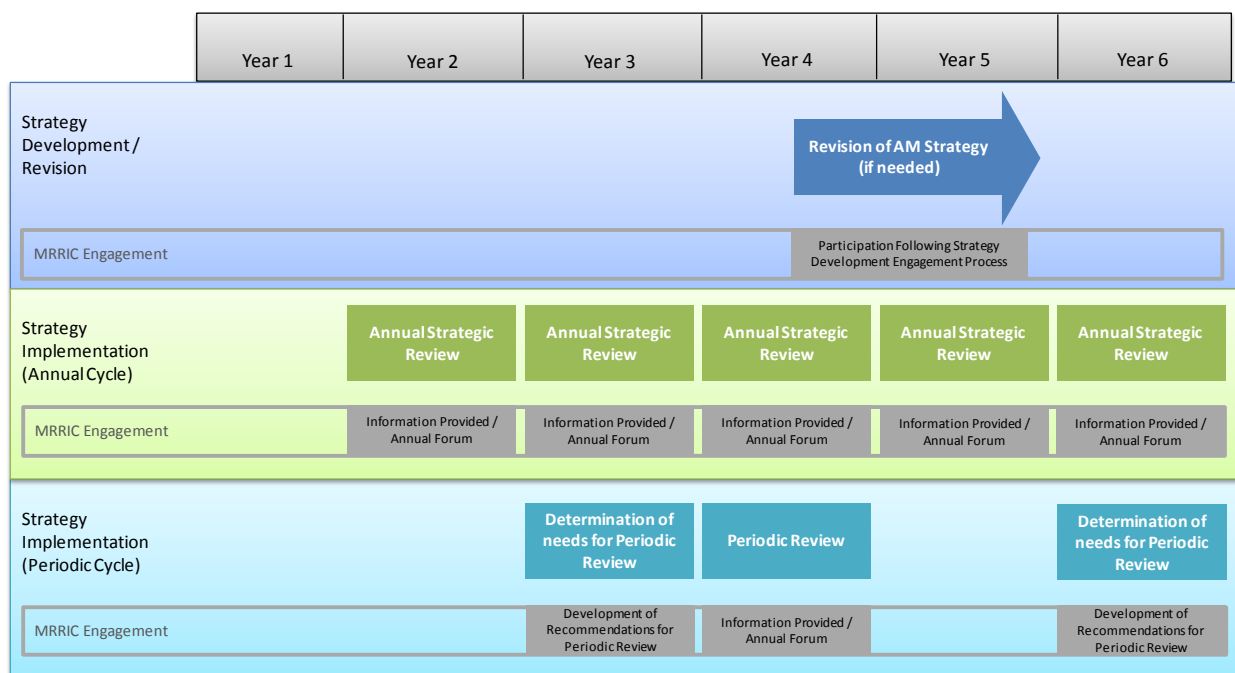 Year 1
Year 2
Year 3
Year 4
Year 5
Year 6
Strategy
Development /
Revision
Revision of AM Strategy
(if needed)
MRRIC Engagement
Participation Following Strategy
Development Engagement Process
Strategy
Implementation
(Annual Cycle)
Annual Strategic
Review
Annual Strategic
Review
Annual Strategic
Review
Annual Strategic
Review
Annual Strategic
Review
MRRIC Engagement
Information Provided /
Annual Forum
Information Provided /
Annual Forum
Information Provided /
Annual Forum
Information Provided /
Annual Forum
Information Provided /
Annual Forum
Strategy
Implementation
(Periodic Cycle)
Determination of
needs for Periodic
Review
Periodic Review
Determination of
needs for Periodic
Review
MRRIC Engagement
Development of
Recommendations for
Periodic Review
Information Provided /
Annual Forum
Development of
Recommendations for
Periodic Review